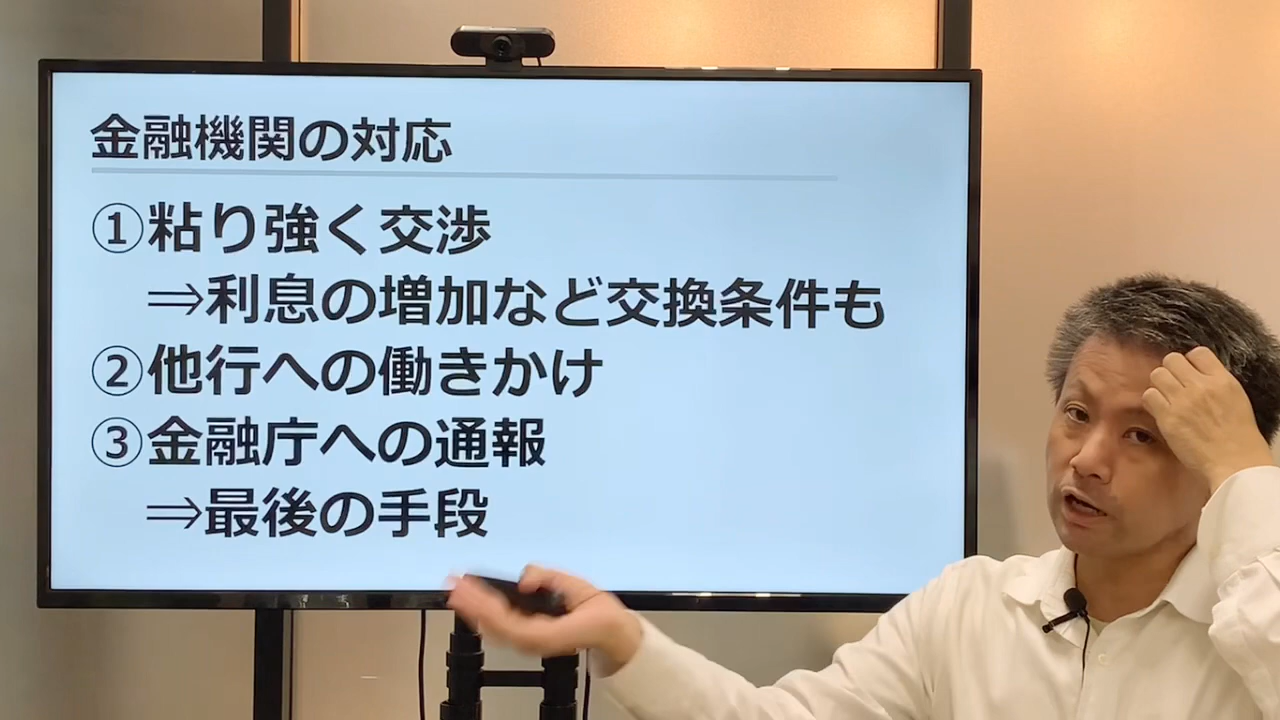 金融機関の対応
①粘り強く交渉
⇒利息の増加など交換条件も
②他行への働きかけ
③金融庁への通報
⇒最後の手段